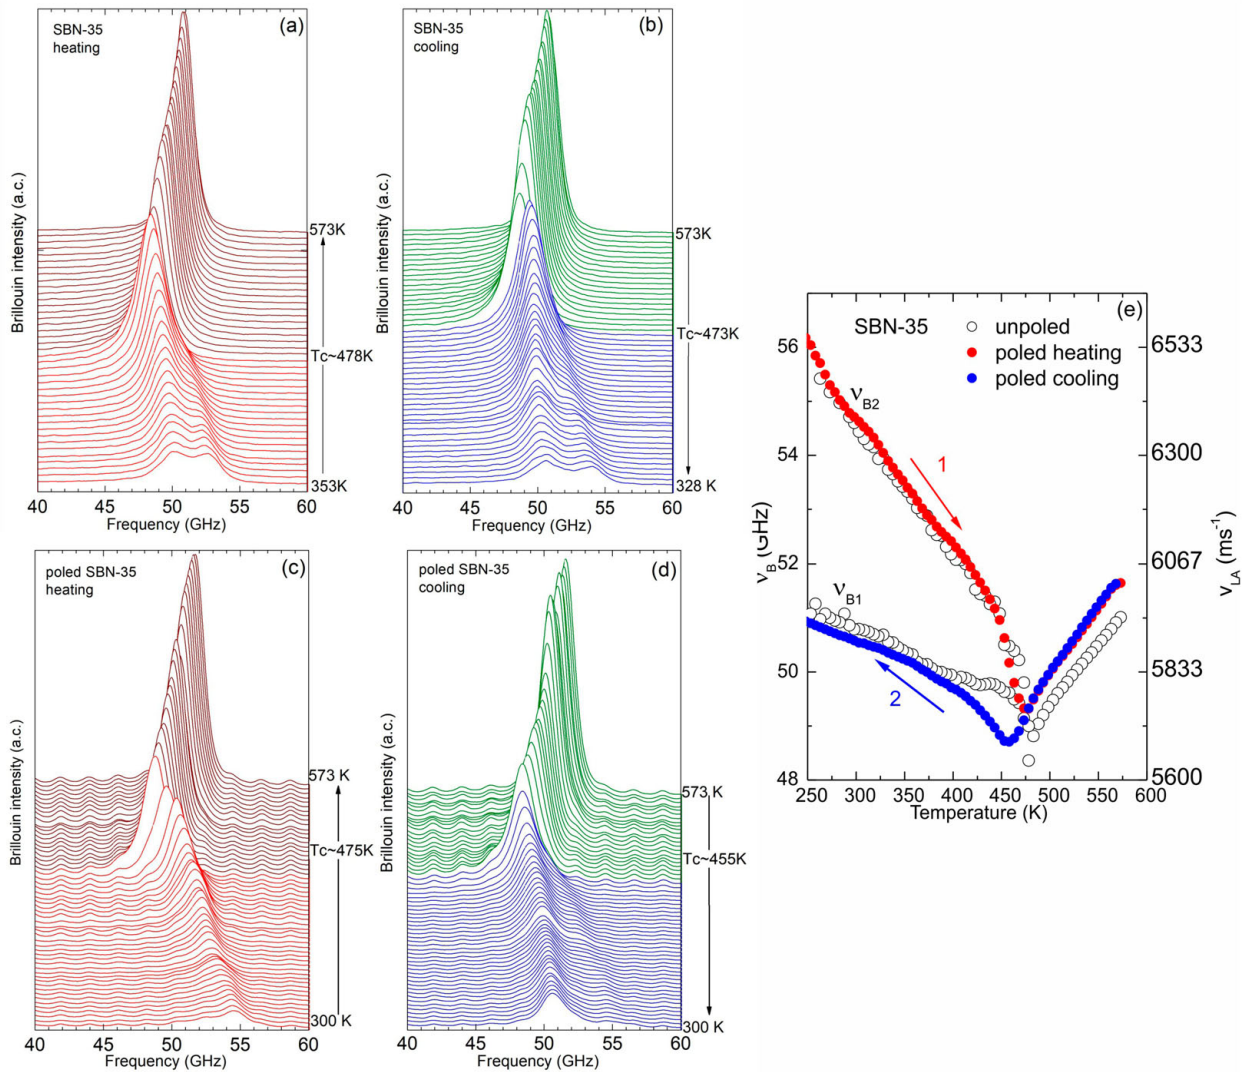 (a)
SBN-35
heating
Brillouin intensity (a.c.)
573K
Tc~478K
353K
40 45 50 55 60
Frequency (GHz)
(b)
SBN-35
cooling
Brillouin intensity (a.c.)
573K
Tc~473K
328 K
40 45 50 55 60
Frequency (GHz)
(c)
poled SBN-35
heating
Brillouin intensity (a.c.)
573 K
Tc~475K
300 K
40 45 50 55 60
Frequency (GHz)
(d)
poled SBN-35
cooling
Brillouin intensity (a.c.)
573 K
Tc~455K
300 K
40 45 50 55 60
Frequency (GHz)
(e)
SBN-35
unpoled
poled heating
poled cooling
νB2
1
νB1
2
56
54
52
50
48
νB (GHz)
6533
6300
6067
5833
5600
νLA (ms-1)
250 300 350 400 450 500 550 600
Temperature (K)